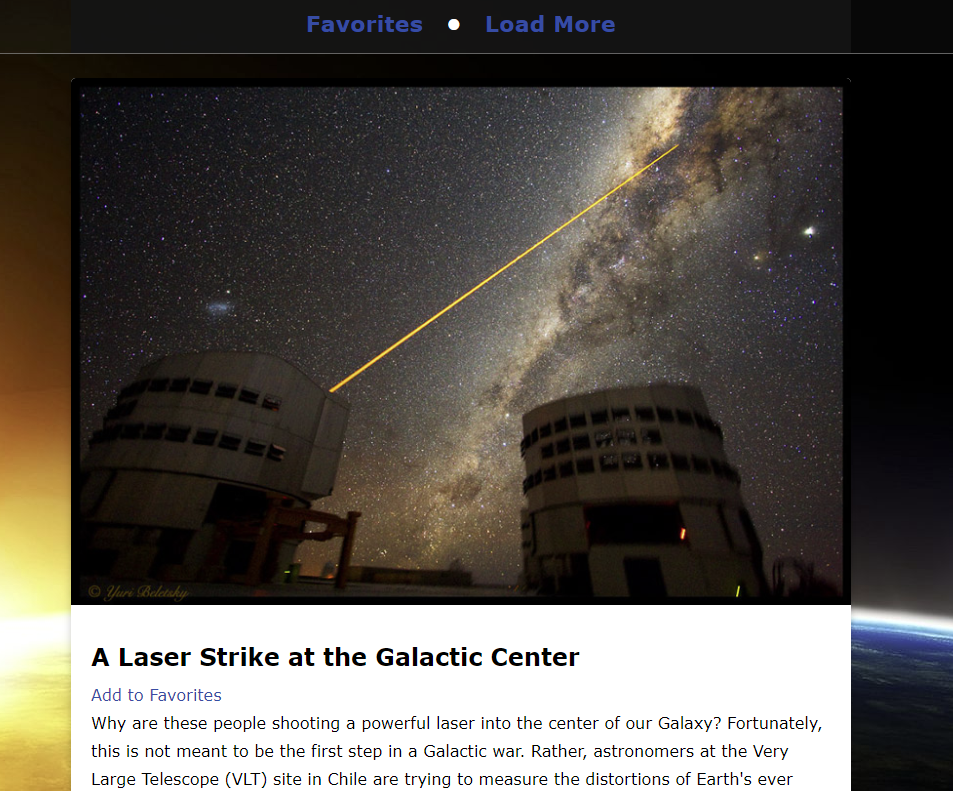 Favorites • Load More
© Yuri Beletsky
A Laser Strike at the Galactic Center
Add to Favorites
Why are these people shooting a powerful laser into the center of our Galaxy? Fortunately,
this is not meant to be the first step in a Galactic war. Rather, astronomers at the Very
Large Telescope (VLT) site in Chile are trying to measure the distortions of Earth's ever